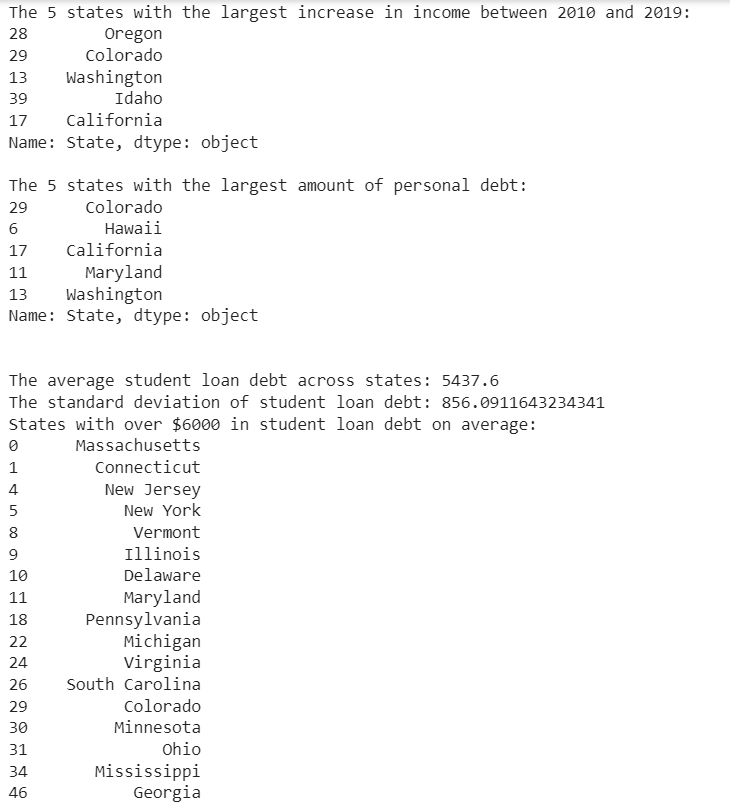 The 5 states with the largest increase in income between 2010 and 2019:
28 Oregon
29 Colorado
13 Washington
39 Idaho
17 California
Name: State, dtype: object
The 5 states with the largest amount of personal debt:
29 Colorado
6 Hawaii
17 California
11 Maryland
13 Washington
Name: State, dtype: object
The average student loan debt across states: 5437.6
The standard deviation of student loan debt: 856.0911643234341
States with over $6000 in student loan debt on average:
0 Massachusetts
1 Connecticut
4 New Jersey
5 New York
8 Vermont
9 Illinois
10 Delaware
11 Maryland
18 Pennsylvania
22 Michigan
24 Virginia
26 South Carolina
29 Colorado
30 Minnesota
31 Ohio
34 Mississippi
46 Georgia